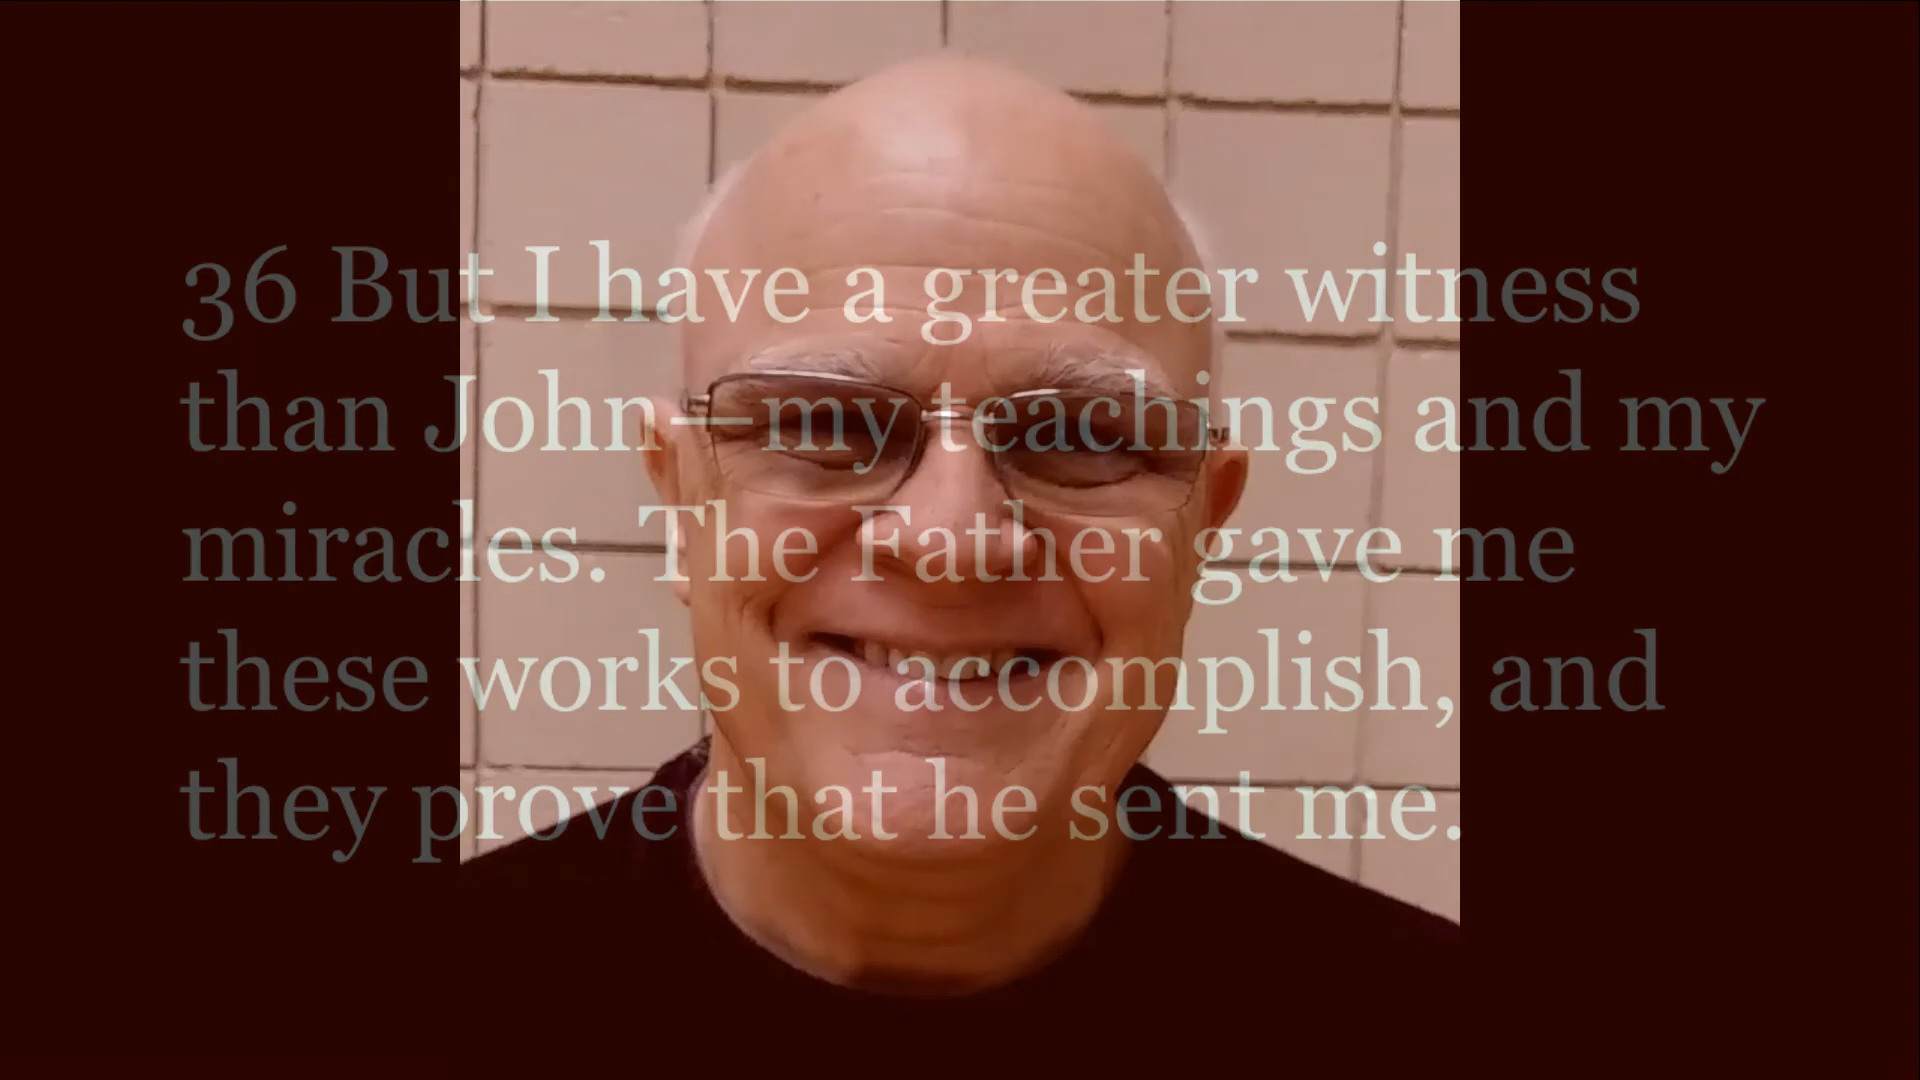 36 But I have a greater witness
than John—my teachings and my
miracles. The Father gave me
these works to accomplish, and
they prove that he sent me.